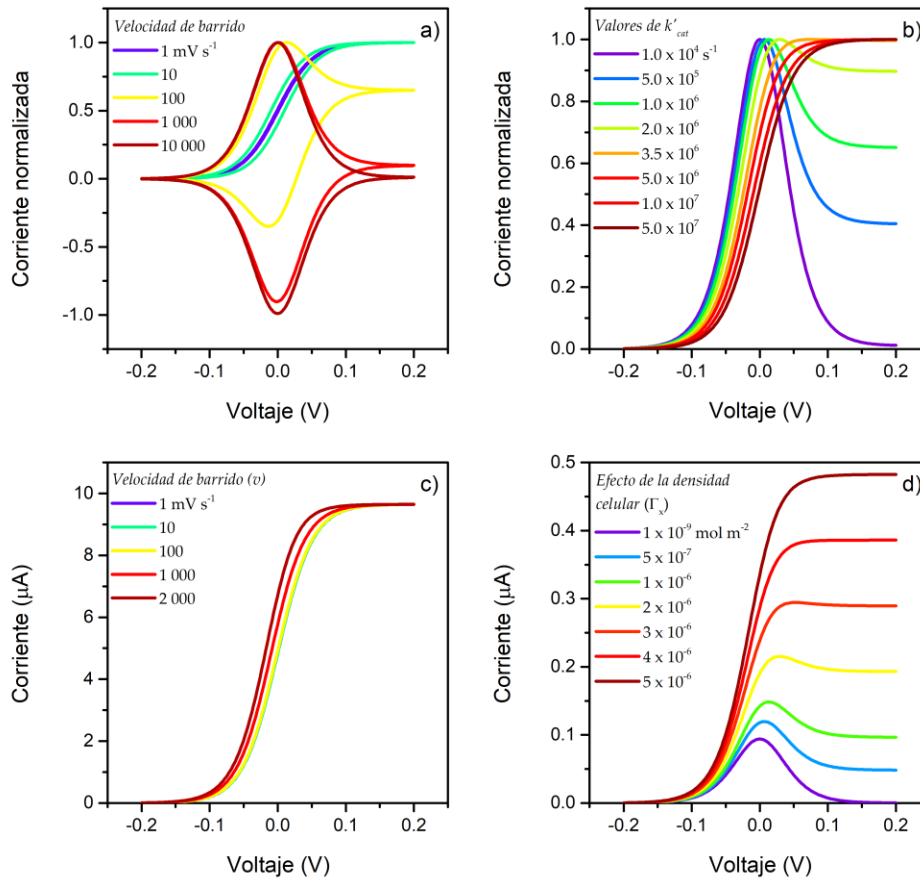 Velocidad de barrido
1 mV s⁻¹
10
100
1 000
10 000
a)
1.0
0.5
0.0
-0.5
-1.0
Corriente normalizada
-0.2 -0.1 0.0 0.1 0.2
Voltaje (V)
Valores de k'cat
1.0 x 10⁴ s⁻¹
5.0 x 10⁵
1.0 x 10⁶
2.0 x 10⁶
3.5 x 10⁶
5.0 x 10⁶
1.0 x 10⁷
5.0 x 10⁷
b)
1.0
0.8
0.6
0.4
0.2
0.0
Corriente normalizada
-0.2 -0.1 0.0 0.1 0.2
Voltaje (V)
Velocidad de barrido (v)
1 mV s⁻¹
10
100
1 000
2 000
c)
10
8
6
4
2
0
Corriente (µA)
-0.2 -0.1 0.0 0.1 0.2
Voltaje (V)
Efecto de la densidad
celular (Γₓ)
1 x 10⁻⁹ mol m⁻²
5 x 10⁻⁷
1 x 10⁻⁶
2 x 10⁻⁶
3 x 10⁻⁶
4 x 10⁻⁶
5 x 10⁻⁶
d)
0.5
0.4
0.3
0.2
0.1
0.0
Corriente (µA)
-0.2 -0.1 0.0 0.1 0.2
Voltaje (V)